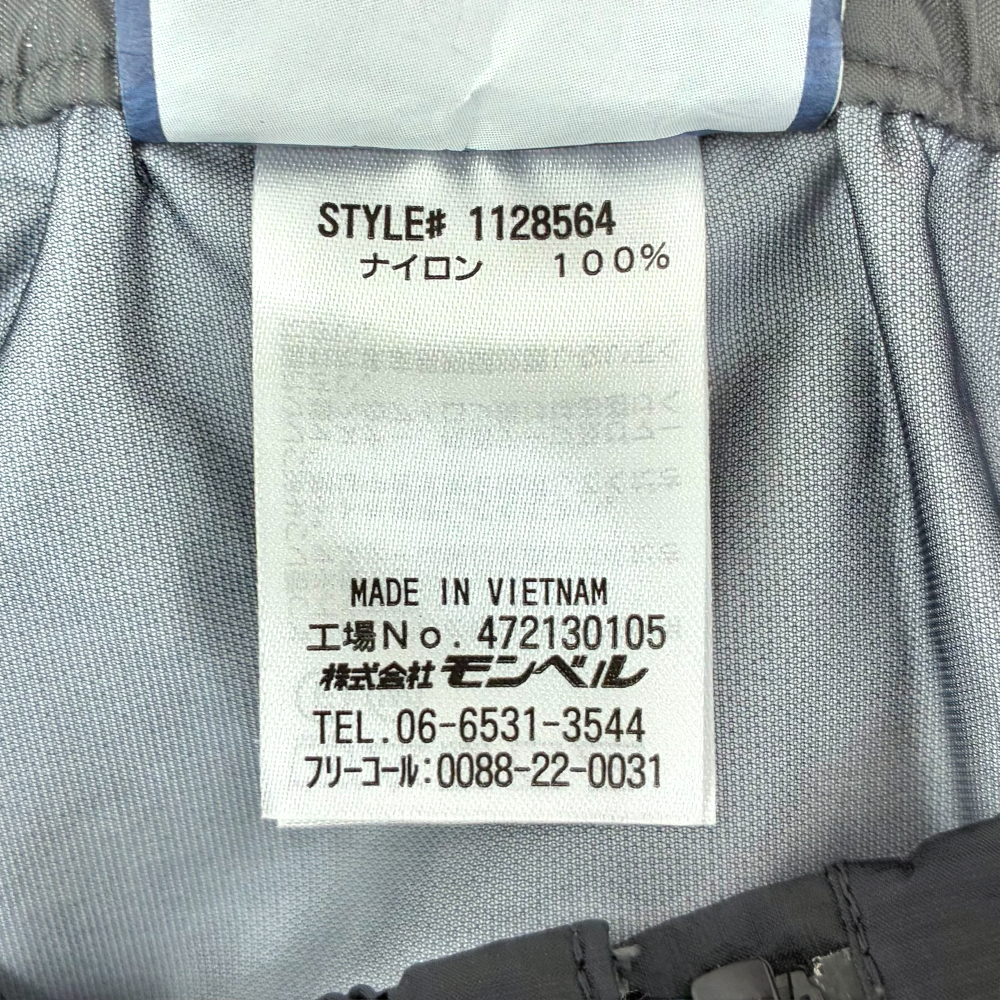 STYLE# 1128564
ナイロン 100%
MADE IN VIETNAM
工場No. 472130105
株式会社モンベル
TEL.06-6531-3544
フリーコール:0088-22-0031